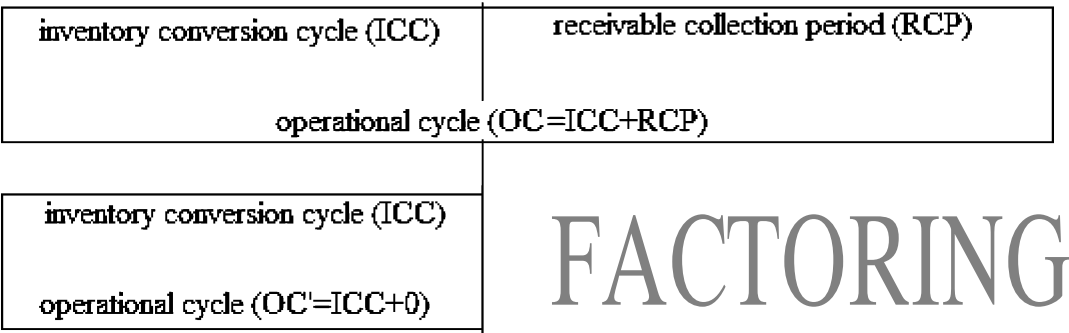 inventory conversion cycle (ICC)
receivable collection period (RCP)
operational cycle (OC=ICC+RCP)
inventory conversion cycle (ICC)
FACTORING
operational cycle (OC'=ICC+0)